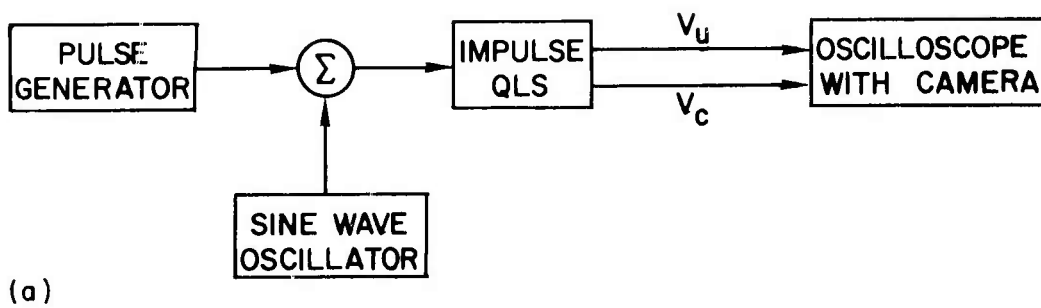 PULSE
GENERATOR
Σ
IMPULSE
QLS
Vu
Vc
OSCILLOSCOPE
WITH CAMERA
SINE WAVE
OSCILLATOR
(a)